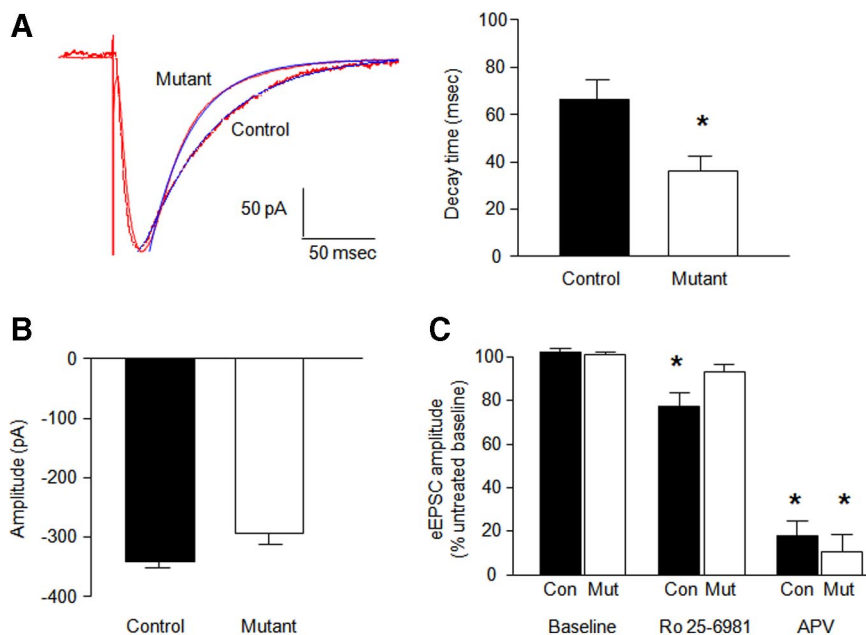 A
Mutant
Control
50 pA
50 msec
Decay time (msec)
100
80
60
40
20
0
*
Control
Mutant
B
Amplitude (pA)
0
-100
-200
-300
-400
Control
Mutant
C
eEPSC amplitude
(% untreated baseline)
100
80
60
40
20
0
*
*
*
Con Mut Con Mut Con Mut
Baseline Ro 25-6981 APV